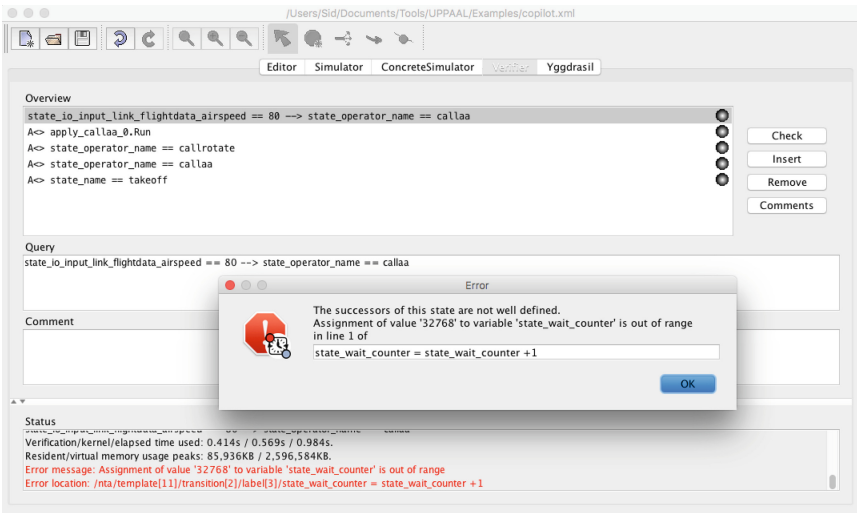 /Users/Sid/Documents/Tools/UPPAAL/Examples/copilot.xml
Editor Simulator ConcreteSimulator Verifier Yggdrasil
Overview
state_io_input_link_flightdata_airspeed == 80 --> state_operator_name == callaa
A<> apply_callaa_0.Run
A<> state_operator_name == callrotate
A<> state_operator_name == callaa
A<> state_name == takeoff
Check
Insert
Remove
Comments
Query
state_io_input_link_flightdata_airspeed == 80 --> state_operator_name == callaa
Error
The successors of this state are not well defined.
Assignment of value '32768' to variable 'state_wait_counter' is out of range
in line 1 of
state_wait_counter = state_wait_counter +1
OK
Comment
Status
Verification/kernel/elapsed time used: 0.414s / 0.569s / 0.984s.
Resident/virtual memory usage peaks: 85,936KB / 2,596,584KB.
Error message: Assignment of value '32768' to variable 'state_wait_counter' is out of range
Error location: /nta/template[11]/transition[2]/label[3]/state_wait_counter = state_wait_counter +1